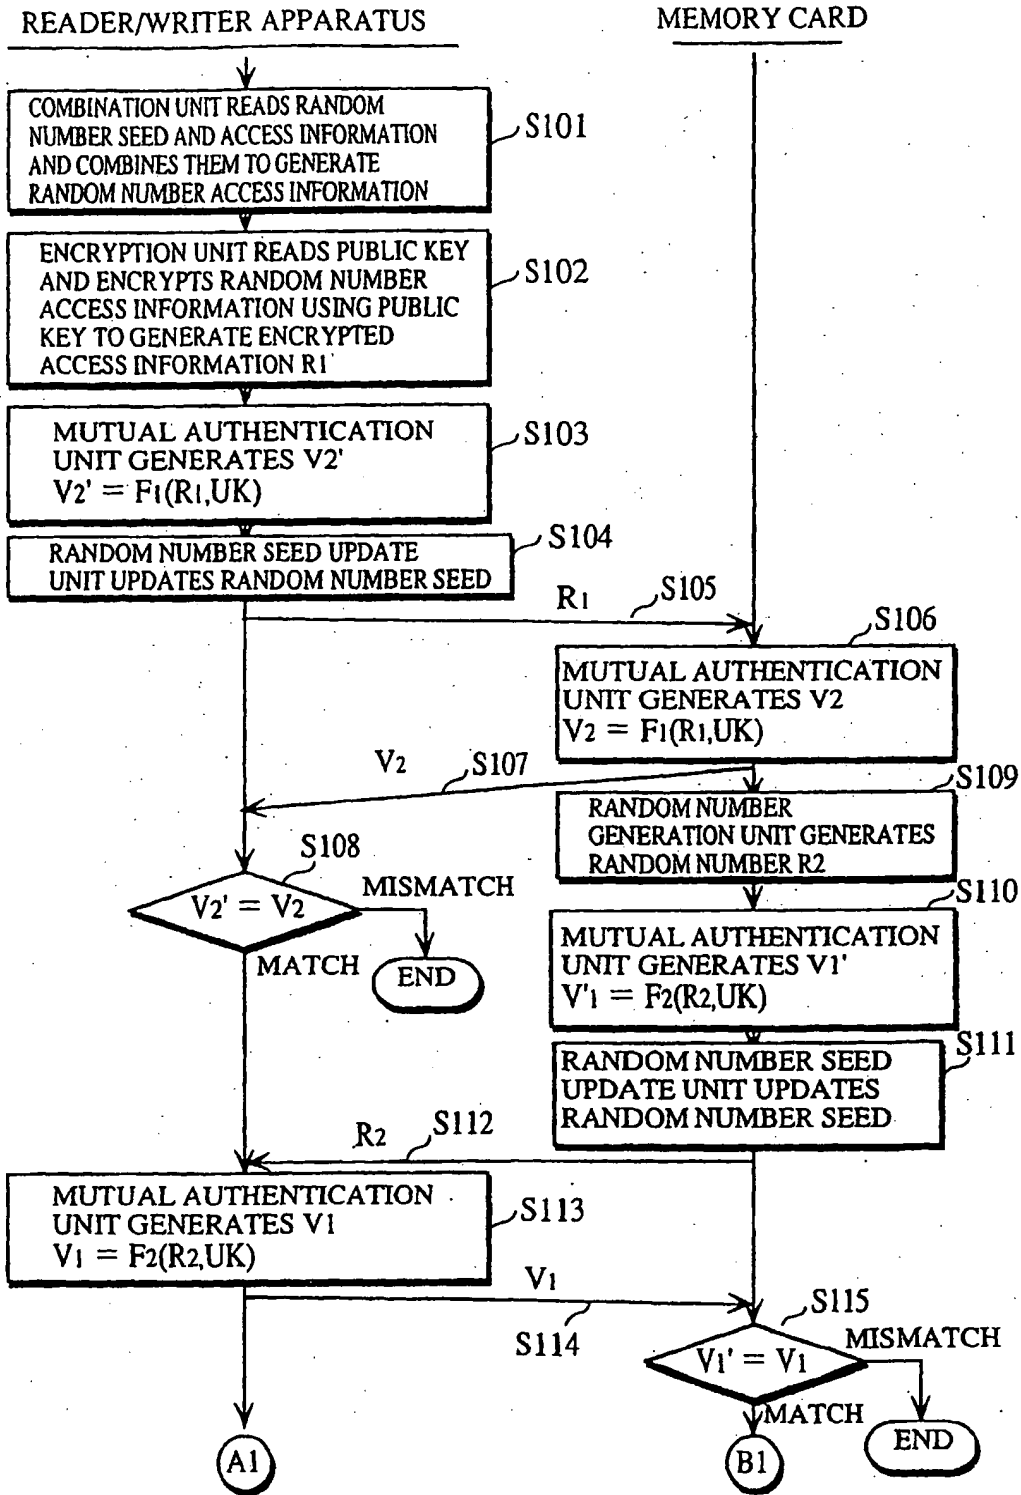 READER/WRITER APPARATUS
MEMORY CARD
COMBINATION UNIT READS RANDOM
NUMBER SEED AND ACCESS INFORMATION
AND COMBINES THEM TO GENERATE
RANDOM NUMBER ACCESS INFORMATION
S101
ENCRYPTION UNIT READS PUBLIC KEY
AND ENCRYPTS RANDOM NUMBER
ACCESS INFORMATION USING PUBLIC
KEY TO GENERATE ENCRYPTED
ACCESS INFORMATION R1
S102
MUTUAL AUTHENTICATION
UNIT GENERATES V2'
V2' = F1(R1,UK)
S103
RANDOM NUMBER SEED UPDATE
UNIT UPDATES RANDOM NUMBER SEED
S104
R1
S105
S106
MUTUAL AUTHENTICATION
UNIT GENERATES V2
V2 = F1(R1,UK)
V2
S107
S109
RANDOM NUMBER
GENERATION UNIT GENERATES
RANDOM NUMBER R2
S108
V2' = V2
MISMATCH
MATCH
END
S110
MUTUAL AUTHENTICATION
UNIT GENERATES V1'
V'1 = F2(R2,UK)
S111
RANDOM NUMBER SEED
UPDATE UNIT UPDATES
RANDOM NUMBER SEED
R2
S112
MUTUAL AUTHENTICATION
UNIT GENERATES V1
V1 = F2(R2,UK)
S113
V1
S114
S115
V1' = V1
MISMATCH
MATCH
END
A1
B1